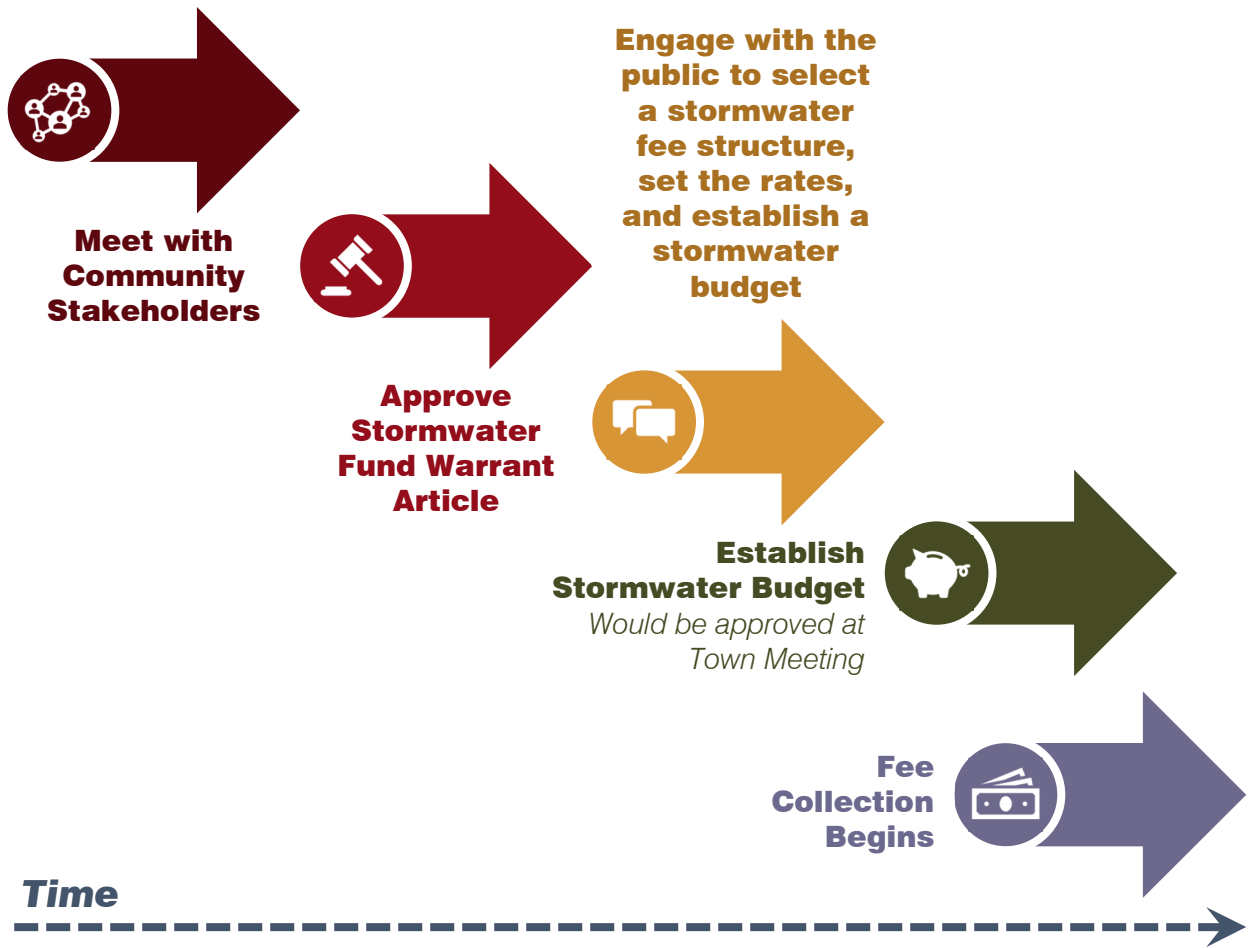 Meet with
Community
Stakeholders
Approve
Stormwater
Fund Warrant
Article
Engage with the
public to select
a stormwater
fee structure,
set the rates,
and establish a
stormwater
budget
Establish
Stormwater Budget
Would be approved at
Town Meeting
Fee
Collection
Begins
Time